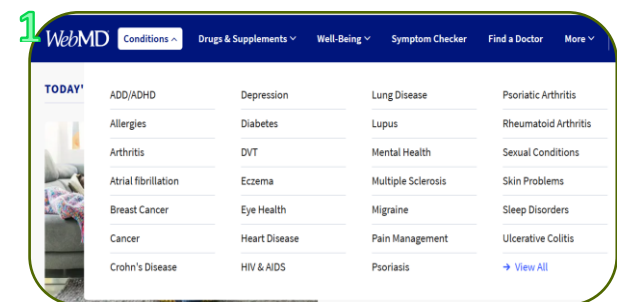 1
WebMD Conditions Drugs & Supplements Well-Being Symptom Checker Find a Doctor More
TODAY'
ADD/ADHD Depression Lung Disease Psoriatic Arthritis
Allergies Diabetes Lupus Rheumatoid Arthritis
Arthritis DVT Mental Health Sexual Conditions
Atrial fibrillation Eczema Multiple Sclerosis Skin Problems
Breast Cancer Eye Health Migraine Sleep Disorders
Cancer Heart Disease Pain Management Ulcerative Colitis
Crohn's Disease HIV & AIDS Psoriasis → View All